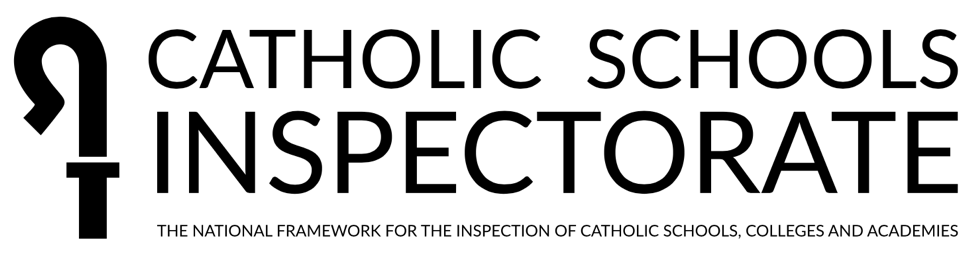 CATHOLIC SCHOOLS
INSPECTORATE
THE NATIONAL FRAMEWORK FOR THE INSPECTION OF CATHOLIC SCHOOLS, COLLEGES AND ACADEMIES